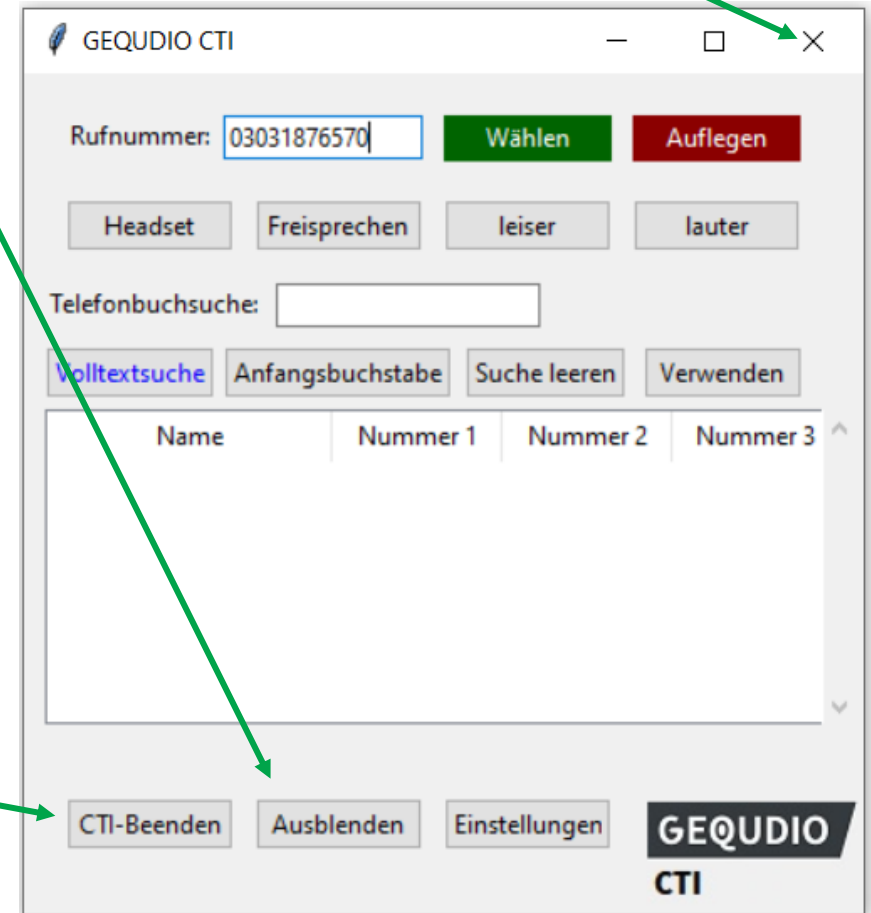 GEQUDIO CTI
Rufnummer: 03031876570 Wählen Auflegen
Headset Freisprechen leiser lauter
Telefonbuchsuche:
Volltextsuche Anfangsbuchstabe Suche leeren Verwenden
Name Nummer 1 Nummer 2 Nummer 3
CTI-Beenden Ausblenden Einstellungen GEQUDIO
CTI